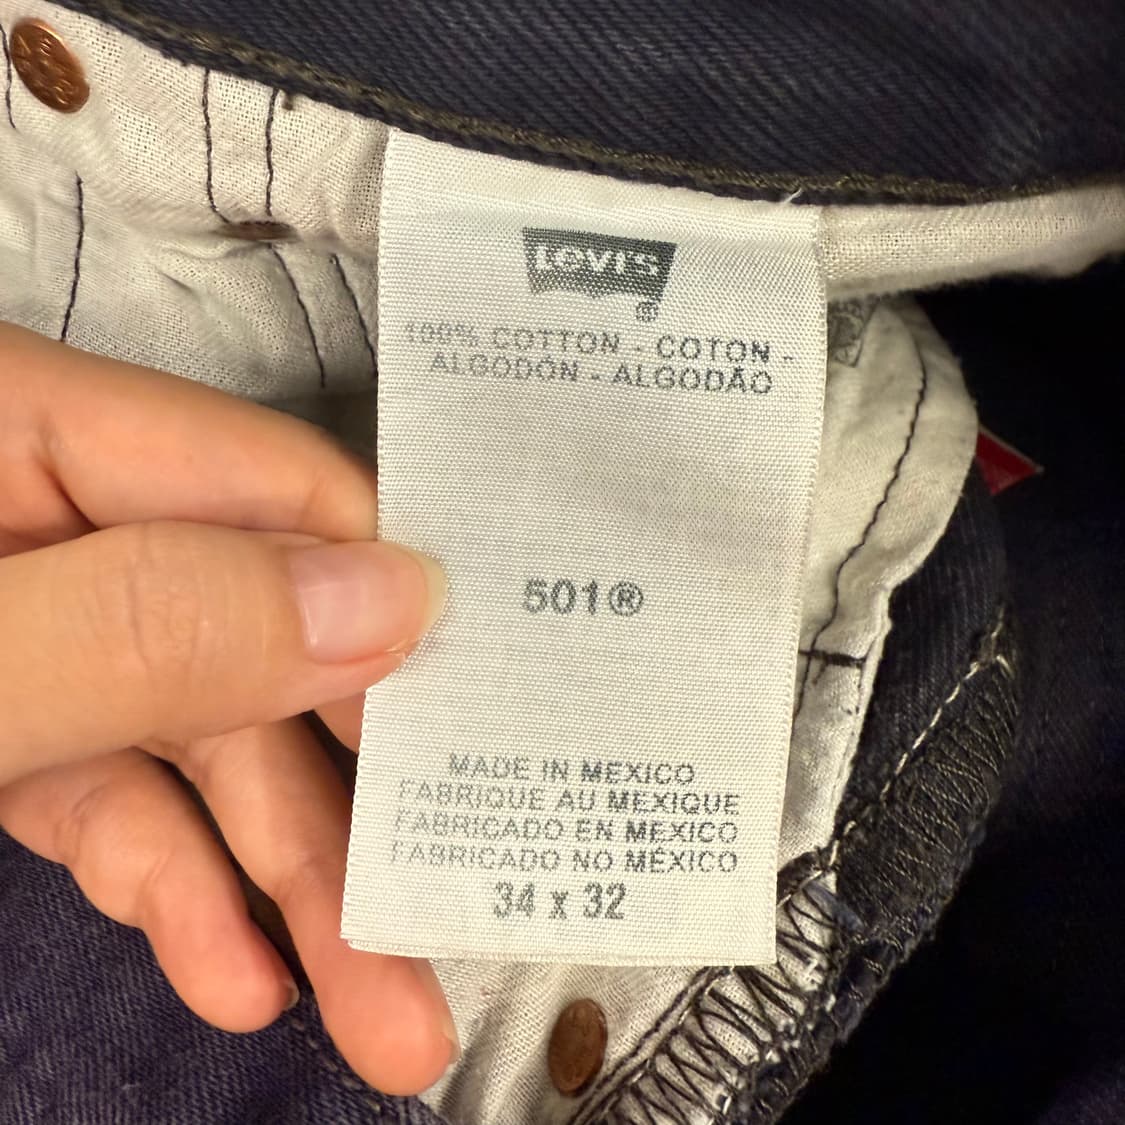 LEVI'S
®
100% COTTON - COTON -
ALGODÓN - ALGODÃO
501®
MADE IN MEXICO
FABRIQUE AU MEXIQUE
FABRICADO EN MEXICO
FABRICADO NO MÉXICO
34 x 32